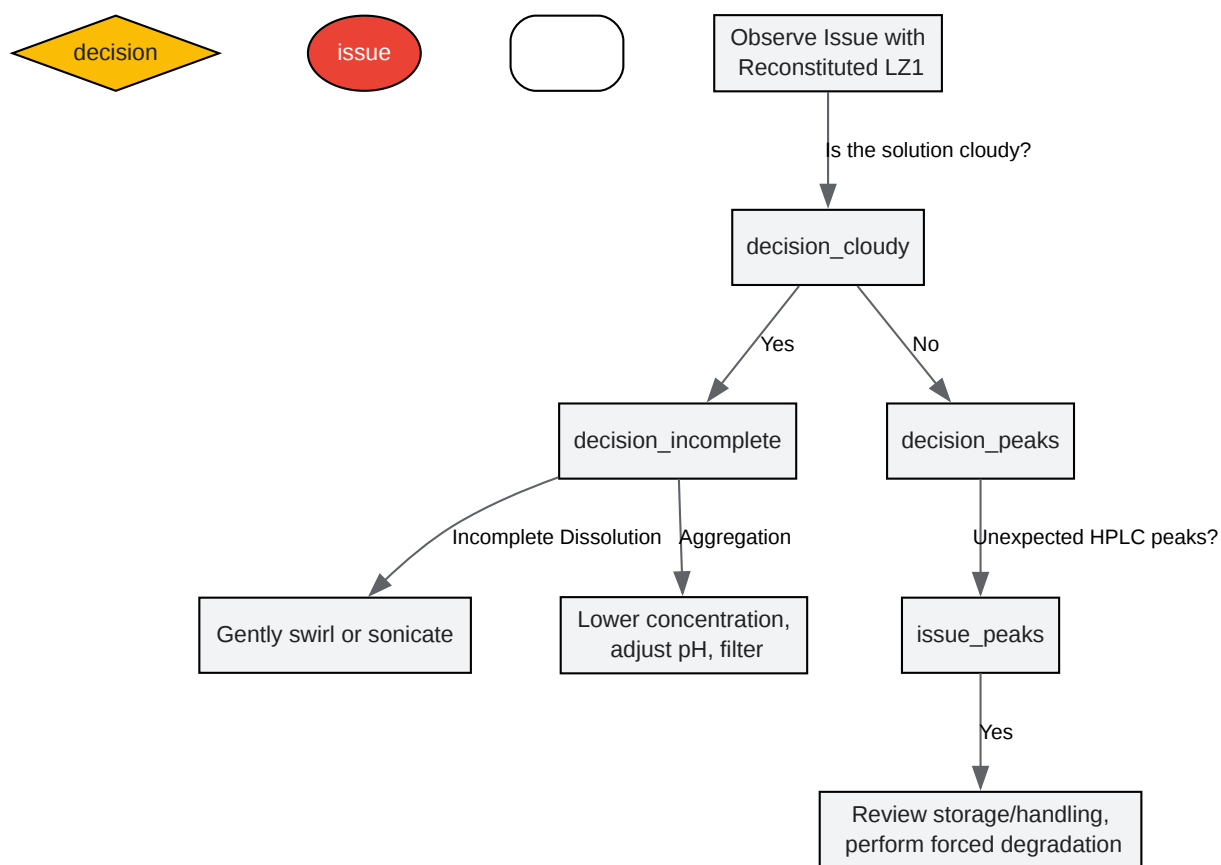 decision
issue
Observe Issue with
Reconstituted LZ1
Is the solution cloudy?
decision_cloudy
Yes
No
decision_incomplete
decision_peaks
Incomplete Dissolution
Aggregation
Unexpected HPLC peaks?
Gently swirl or sonicate
Lower concentration,
adjust pH, filter
issue_peaks
Yes
Review storage/handling,
perform forced degradation